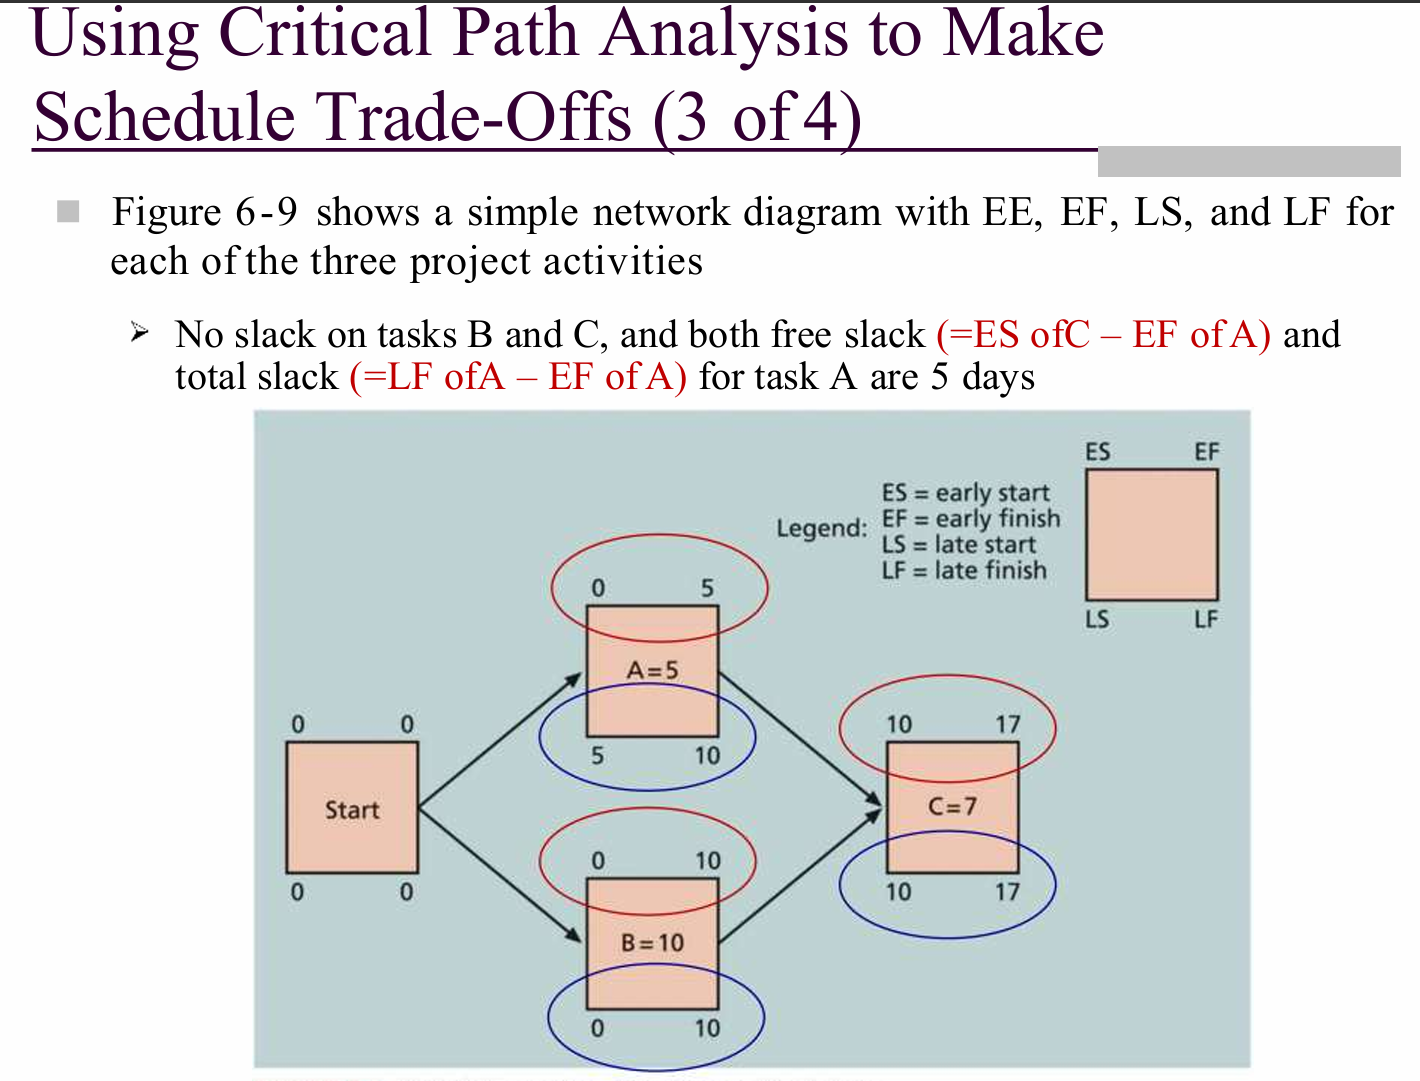 Using Critical Path Analysis to Make
Schedule Trade-Offs (3 of 4)
Figure 6-9 shows a simple network diagram with EE, EF, LS, and LF for
each of the three project activities
No slack on tasks B and C, and both free slack (=ES ofC – EF of A) and
total slack (=LF ofA – EF of A) for task A are 5 days
ES EF
Legend:
ES = early start
EF = early finish
LS = late start
LF = late finish
LS LF
0 5
A=5
5 10
0 0
Start
0 0
10 17
C=7
10 17
0 10
B=10
0 10